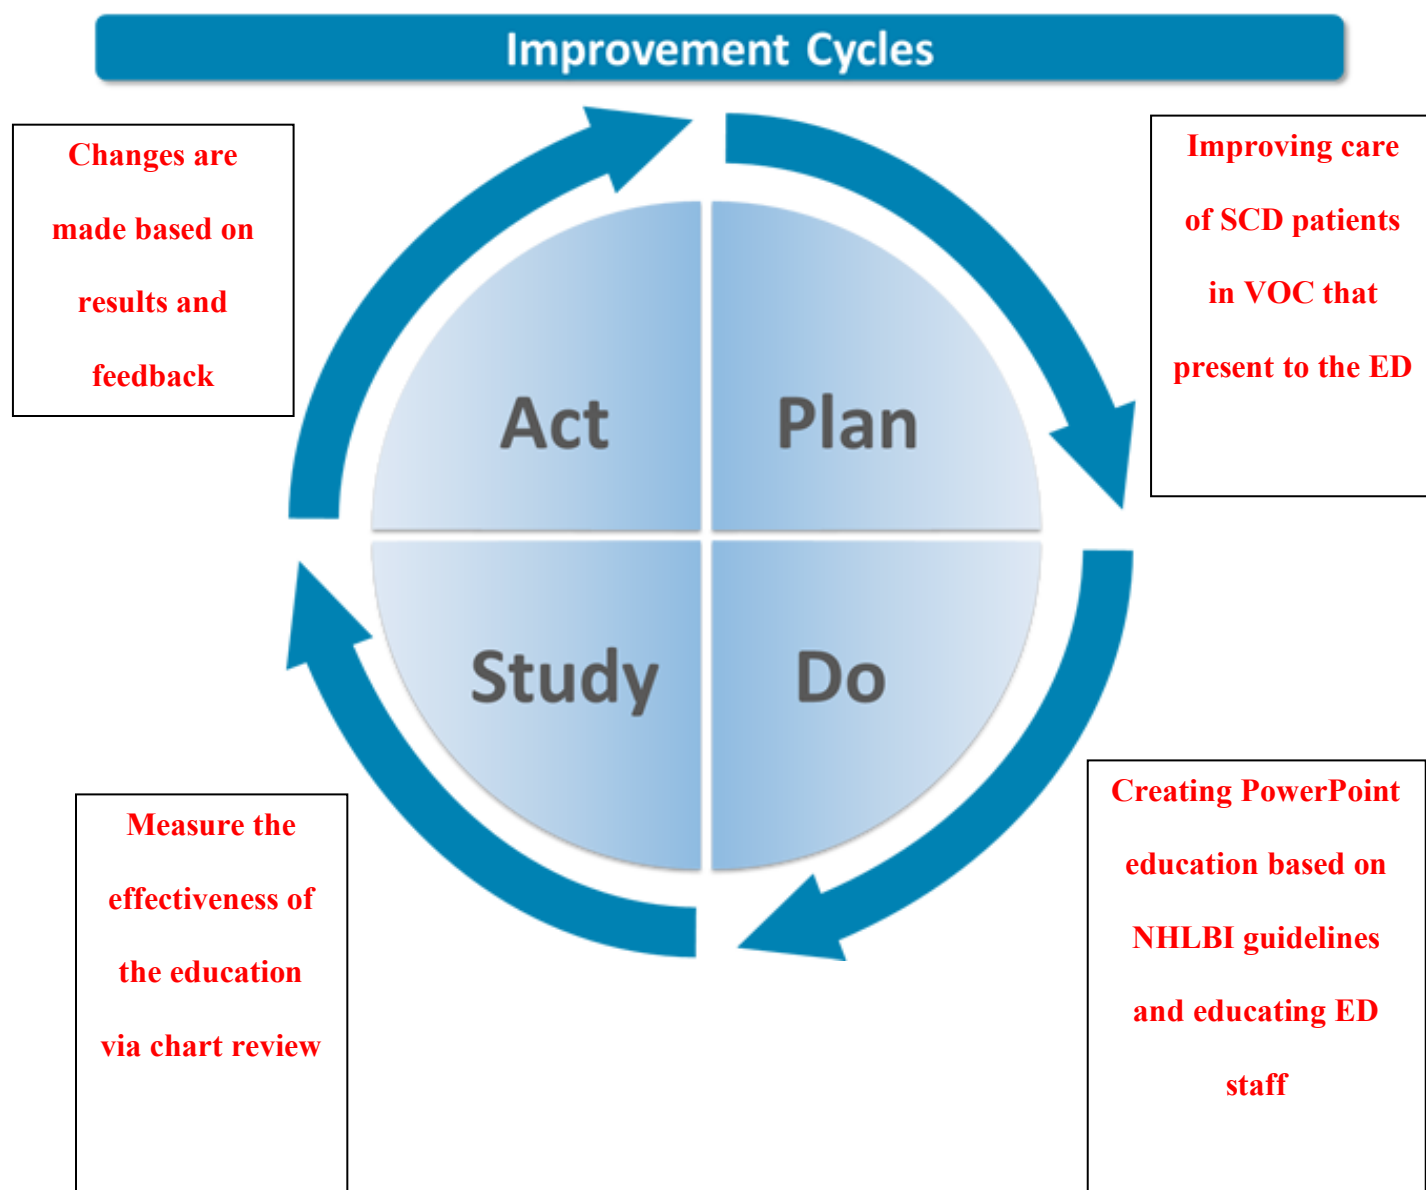 Improvement Cycles
Changes are
made based on
results and
feedback
Improving care
of SCD patients
in VOC that
present to the ED
Act
Plan
Study
Do
Measure the
effectiveness of
the education
via chart review
Creating PowerPoint
education based on
NHLBI guidelines
and educating ED
staff